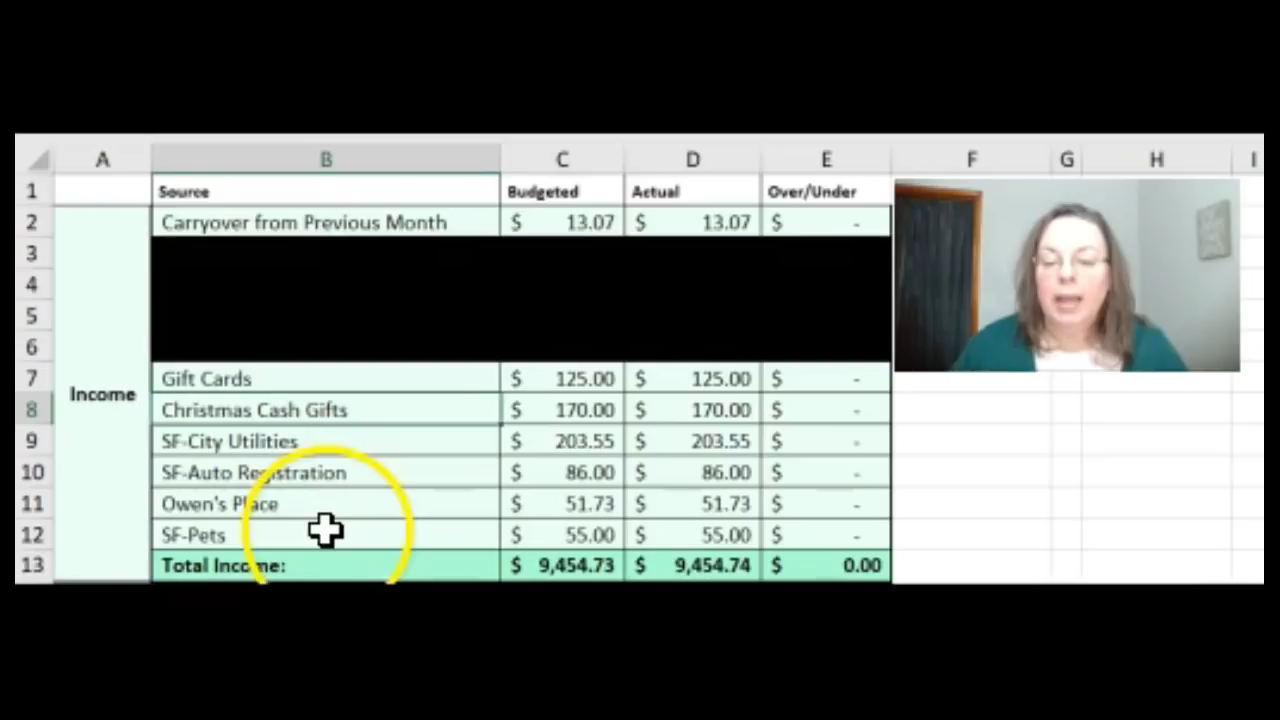 A B C D E F G H I
1 Source Budgeted Actual Over/Under
2 Carryover from Previous Month $ 13.07 $ 13.07 $ -
3
4
5
6
7 Gift Cards $ 125.00 $ 125.00 $ -
Income
8 Christmas Cash Gifts $ 170.00 $ 170.00 $ -
9 SF-City Utilities $ 203.55 $ 203.55 $ -
10 SF-Auto Registration $ 86.00 $ 86.00 $ -
11 Owen's Place $ 51.73 $ 51.73 $ -
12 SF-Pets $ 55.00 $ 55.00 $ -
13 Total Income: $ 9,454.73 $ 9,454.74 $ 0.00